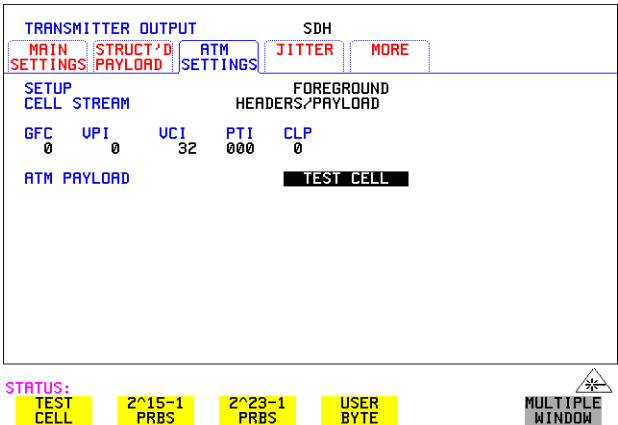 TRANSMITTER OUTPUT SDH
MAIN SETTINGS STRUCT'D PAYLOAD ATM SETTINGS JITTER MORE
SETUP FOREGROUND
CELL STREAM HEADERS/PAYLOAD
GFC VPI VCI PTI CLP
0 0 32 000 0
ATM PAYLOAD TEST CELL
STATUS:
TEST CELL 2^15-1 PRBS 2^23-1 PRBS USER BYTE MULTIPLE WINDOW